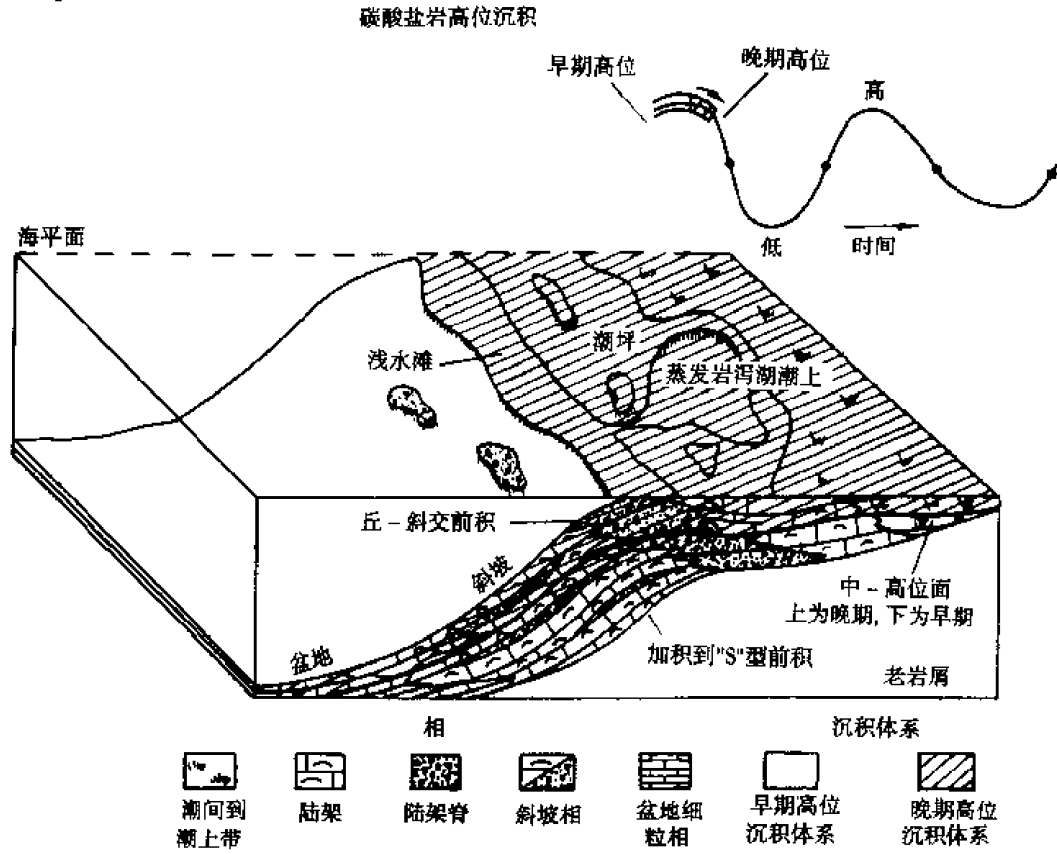 碳酸盐岩高位沉积
早期高位
晚期高位
高
低
时间
海平面
浅水滩
潮坪
蒸发岩泻湖潮上
丘－斜交前积
斜坡
盆地
中－高位面
上为晚期, 下为早期
加积到"S"型前积
老岩屑
相
沉积体系
潮间到
潮上带
陆架
陆架脊
斜坡相
盆地细
粒相
早期高位
沉积体系
晚期高位
沉积体系